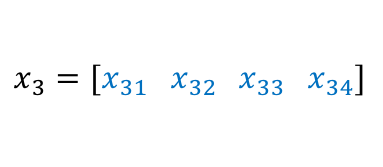 x₃ = [x₃₁ x₃₂ x₃₃ x₃₄]